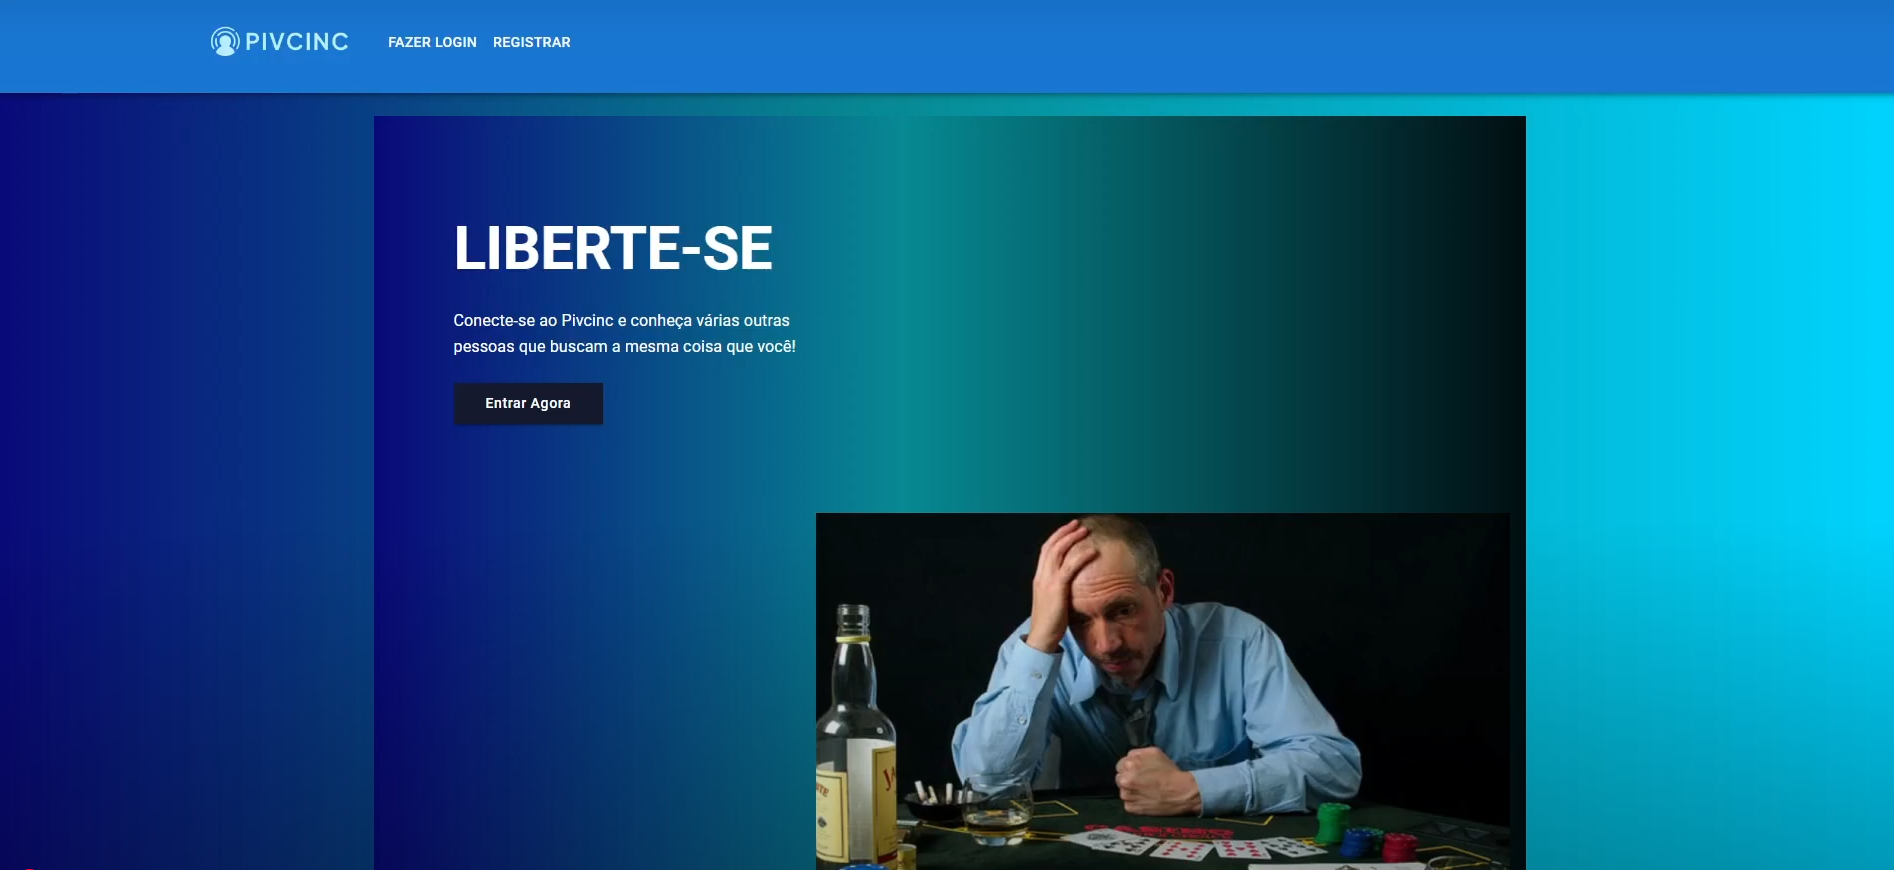 PIVCINC
FAZER LOGIN
REGISTRAR
LIBERTE-SE
Conecte-se ao Pivcinc e conheça várias outras
pessoas que buscam a mesma coisa que você!
Entrar Agora